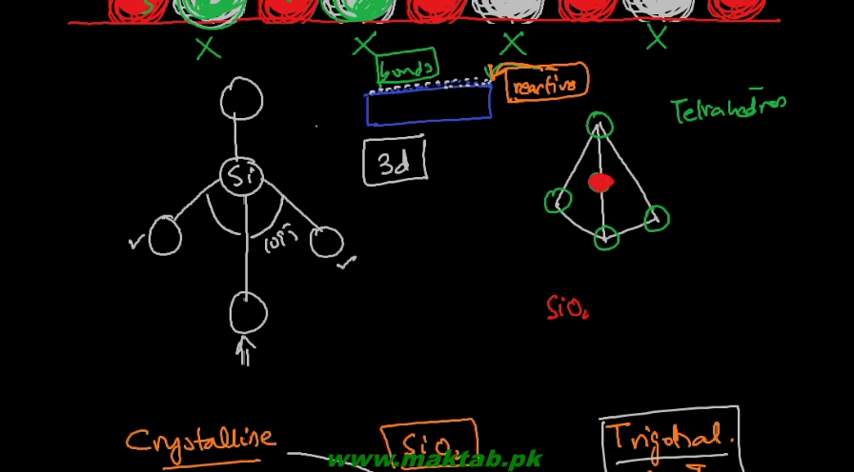 X X X X
bonds
reactive
Tetrahedron
3d
Si
109°
SiO₄
Crystalline
SiO₂
Trigonal.
www.maktab.pk